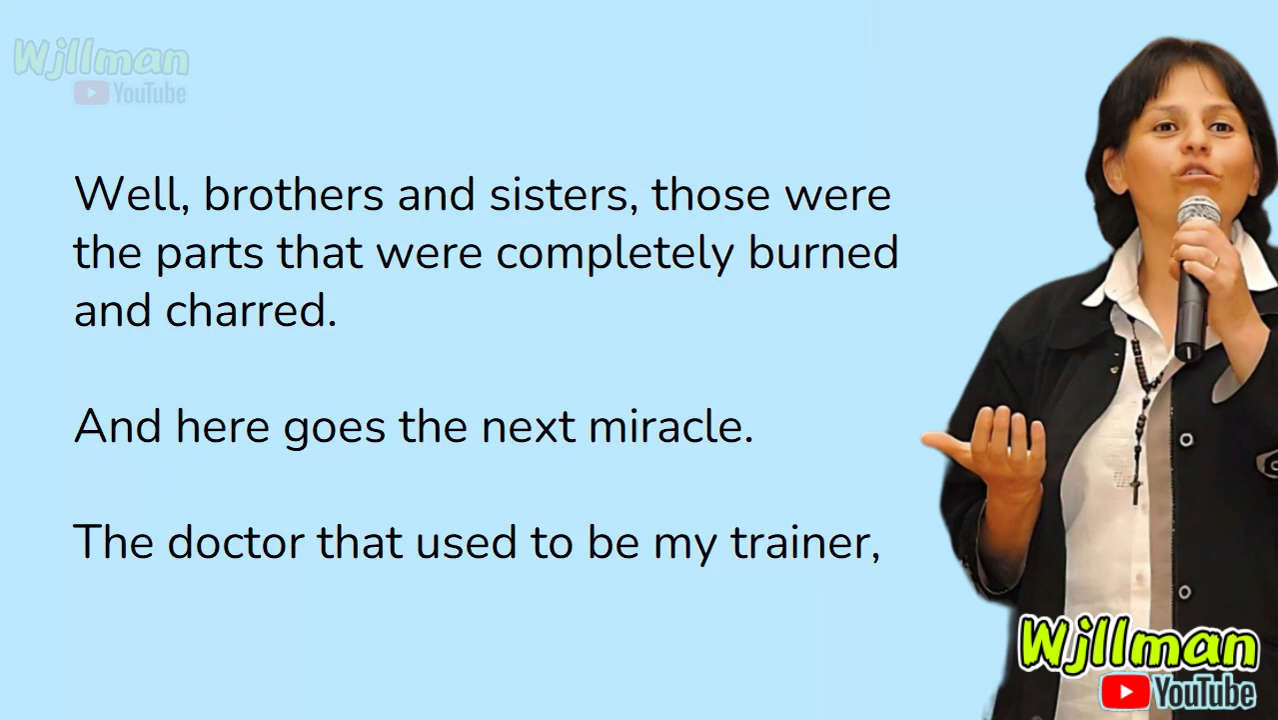 Wjllman
YouTube
Well, brothers and sisters, those were
the parts that were completely burned
and charred.
And here goes the next miracle.
The doctor that used to be my trainer,
Wjllman
YouTube